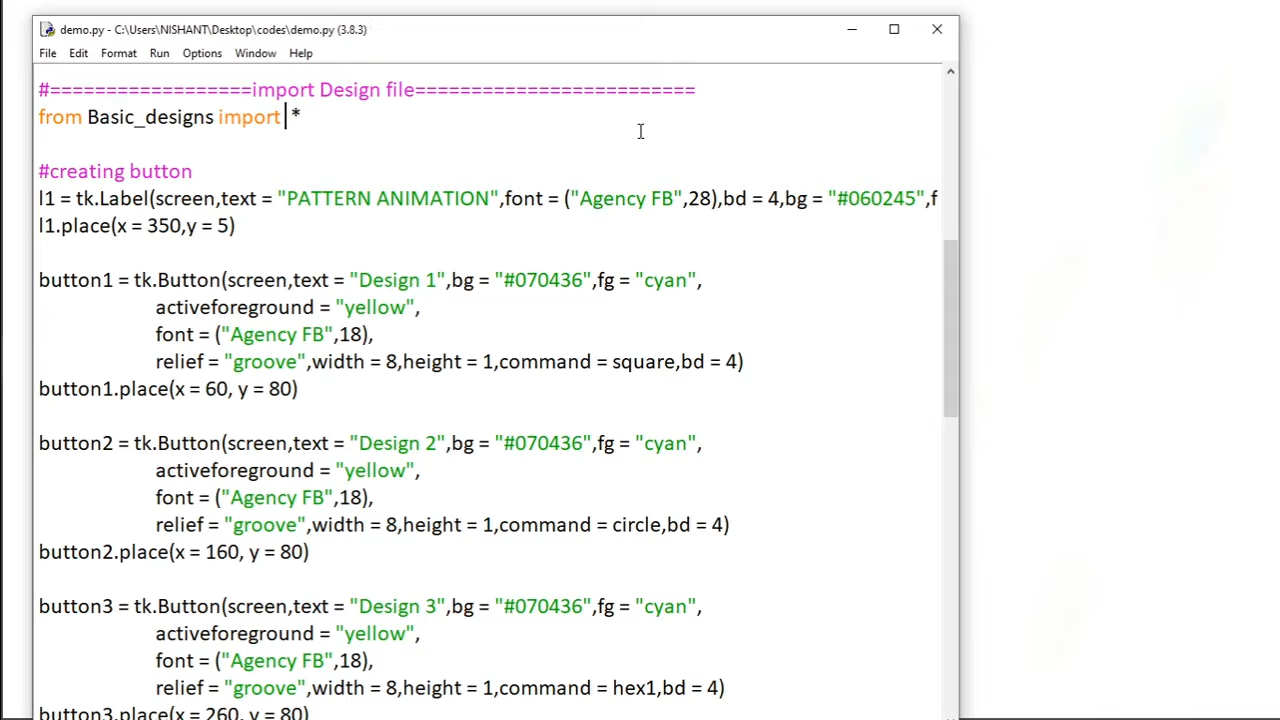 demo.py - C:\Users\NISHANT\Desktop\codes\demo.py (3.8.3)
File Edit Format Run Options Window Help
#==================import Design file=========================
from Basic_designs import *
#creating button
l1 = tk.Label(screen,text = "PATTERN ANIMATION",font = ("Agency FB",28),bd = 4,bg = "#060245",f
l1.place(x = 350,y = 5)
button1 = tk.Button(screen,text = "Design 1",bg = "#070436",fg = "cyan",
activeforeground = "yellow",
font = ("Agency FB",18),
relief = "groove",width = 8,height = 1,command = square,bd = 4)
button1.place(x = 60, y = 80)
button2 = tk.Button(screen,text = "Design 2",bg = "#070436",fg = "cyan",
activeforeground = "yellow",
font = ("Agency FB",18),
relief = "groove",width = 8,height = 1,command = circle,bd = 4)
button2.place(x = 160, y = 80)
button3 = tk.Button(screen,text = "Design 3",bg = "#070436",fg = "cyan",
activeforeground = "yellow",
font = ("Agency FB",18),
relief = "groove",width = 8,height = 1,command = hex1,bd = 4)
button3.place(x = 260, y = 80)